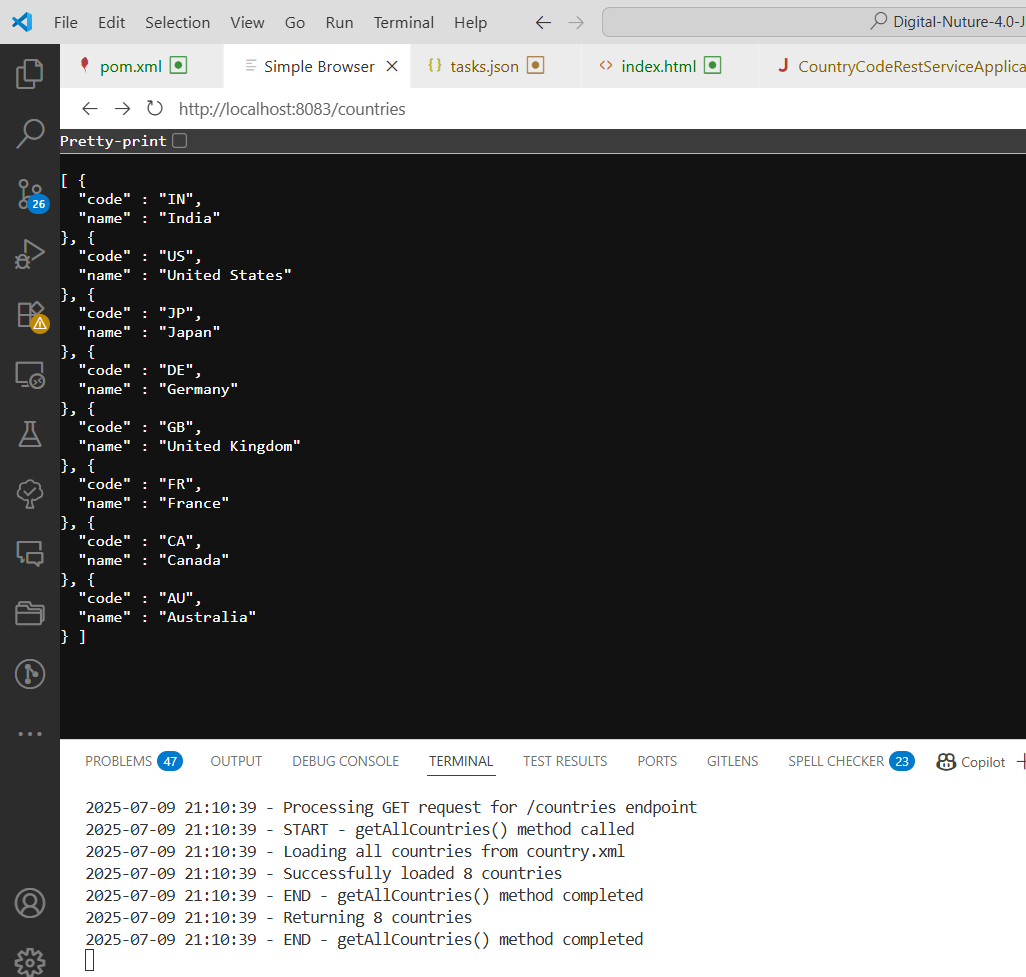 File Edit Selection View Go Run Terminal Help Digital-Nuture-4.0-J
pom.xml Simple Browser {} tasks.json <> index.html J CountryCodeRestServiceApplica
http://localhost:8083/countries
Pretty-print
[ {
"code" : "IN",
"name" : "India"
}, {
"code" : "US",
"name" : "United States"
}, {
"code" : "JP",
"name" : "Japan"
}, {
"code" : "DE",
"name" : "Germany"
}, {
"code" : "GB",
"name" : "United Kingdom"
}, {
"code" : "FR",
"name" : "France"
}, {
"code" : "CA",
"name" : "Canada"
}, {
"code" : "AU",
"name" : "Australia"
} ]
26
PROBLEMS 47 OUTPUT DEBUG CONSOLE TERMINAL TEST RESULTS PORTS GITLENS SPELL CHECKER 23 Copilot
2025-07-09 21:10:39 - Processing GET request for /countries endpoint
2025-07-09 21:10:39 - START - getAllCountries() method called
2025-07-09 21:10:39 - Loading all countries from country.xml
2025-07-09 21:10:39 - Successfully loaded 8 countries
2025-07-09 21:10:39 - END - getAllCountries() method completed
2025-07-09 21:10:39 - Returning 8 countries
2025-07-09 21:10:39 - END - getAllCountries() method completed